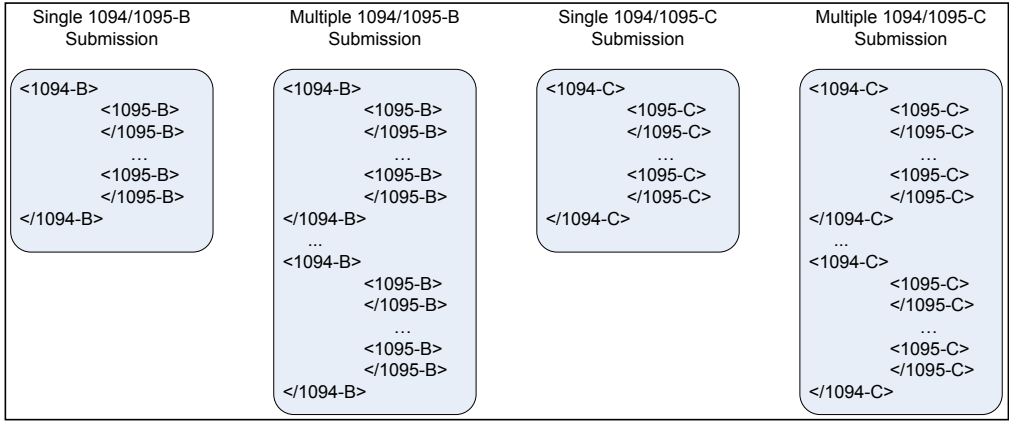 Single 1094/1095-B
Submission
<1094-B>
<1095-B>
</1095-B>
…
<1095-B>
</1095-B>
</1094-B>
Multiple 1094/1095-B
Submission
<1094-B>
<1095-B>
</1095-B>
…
<1095-B>
</1095-B>
</1094-B>
...
<1094-B>
<1095-B>
</1095-B>
…
<1095-B>
</1095-B>
</1094-B>
Single 1094/1095-C
Submission
<1094-C>
<1095-C>
</1095-C>
…
<1095-C>
</1095-C>
</1094-C>
Multiple 1094/1095-C
Submission
<1094-C>
<1095-C>
</1095-C>
…
<1095-C>
</1095-C>
</1094-C>
...
<1094-C>
<1095-C>
</1095-C>
…
<1095-C>
</1095-C>
</1094-C>